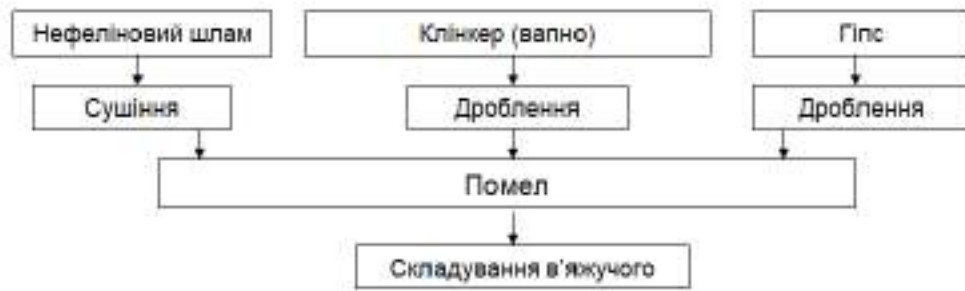 Нефеліновий шлам
Клінкер (вапно)
Гіпс
Сушіння
Дроблення
Дроблення
Помел
Складування в'яжучого